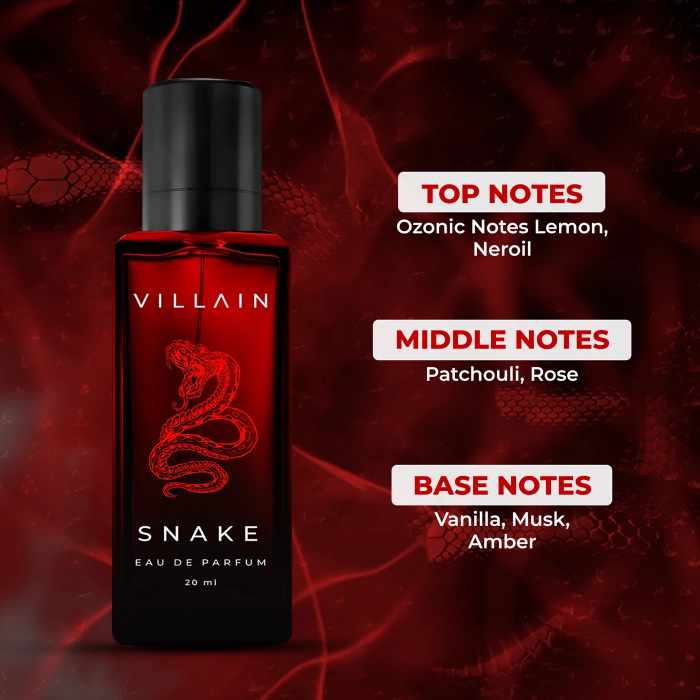 VILLAIN
SNAKE
EAU DE PARFUM
20 ml
TOP NOTES
Ozonic Notes Lemon,
Neroil
MIDDLE NOTES
Patchouli, Rose
BASE NOTES
Vanilla, Musk,
Amber